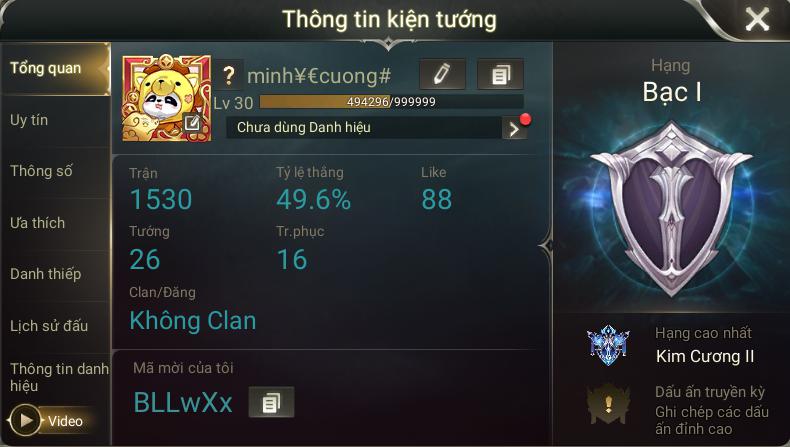 Thông tin kiện tướng
Tổng quan
Uy tín
Thông số
Ưa thích
Danh thiếp
Lịch sử đấu
Thông tin danh
hiệu
Video
? minh¥€cuong#
Lv 30 494296/999999
Chưa dùng Danh hiệu
Trận Tỷ lệ thắng Like
1530 49.6% 88
Tướng Tr.phục
26 16
Clan/Đăng
Không Clan
Mã mời của tôi
BLLwXx
Hạng
Bạc I
Hạng cao nhất
Kim Cương II
Dấu ấn truyền kỳ
Ghi chép các dấu
ấn đỉnh cao